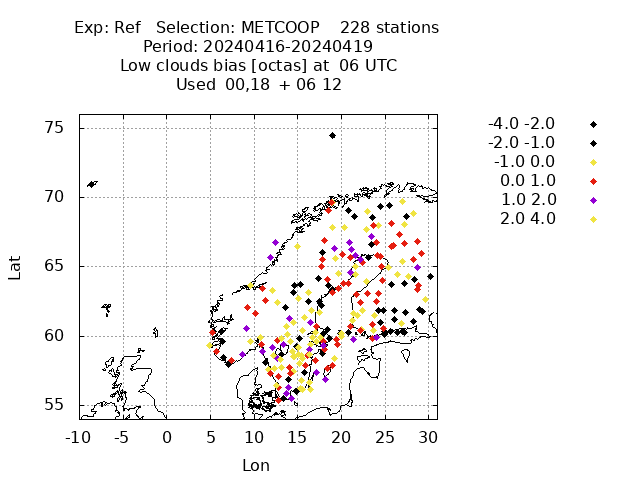 Exp: Ref   Selection: METCOOP    228 stations
Period: 20240416-20240419
Low clouds bias [octas] at  06 UTC
Used  00,18  + 06 12
75
70
65
60
55
-10 -5 0 5 10 15 20 25 30
Lat
Lon
-4.0 -2.0
-2.0 -1.0
-1.0 0.0
0.0 1.0
1.0 2.0
2.0 4.0